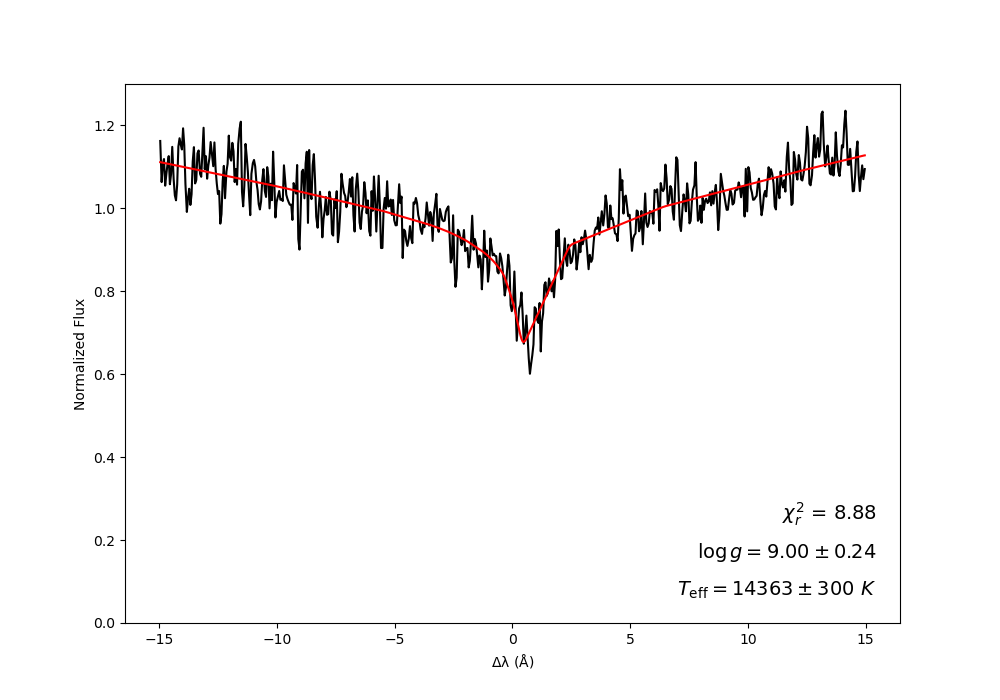 1.2
1.0
0.8
0.6
0.4
0.2
0.0
Normalized Flux
χ²ᵣ = 8.88
log g = 9.00 ± 0.24
T_eff = 14363 ± 300 K
−15 −10 −5 0 5 10 15
Δλ (Å)